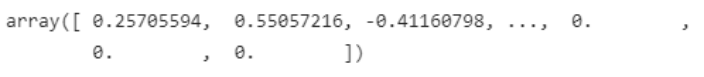 array([ 0.25705594,  0.55057216, -0.41160798, ...,  0.        ,
        0.        ,  0.        ])